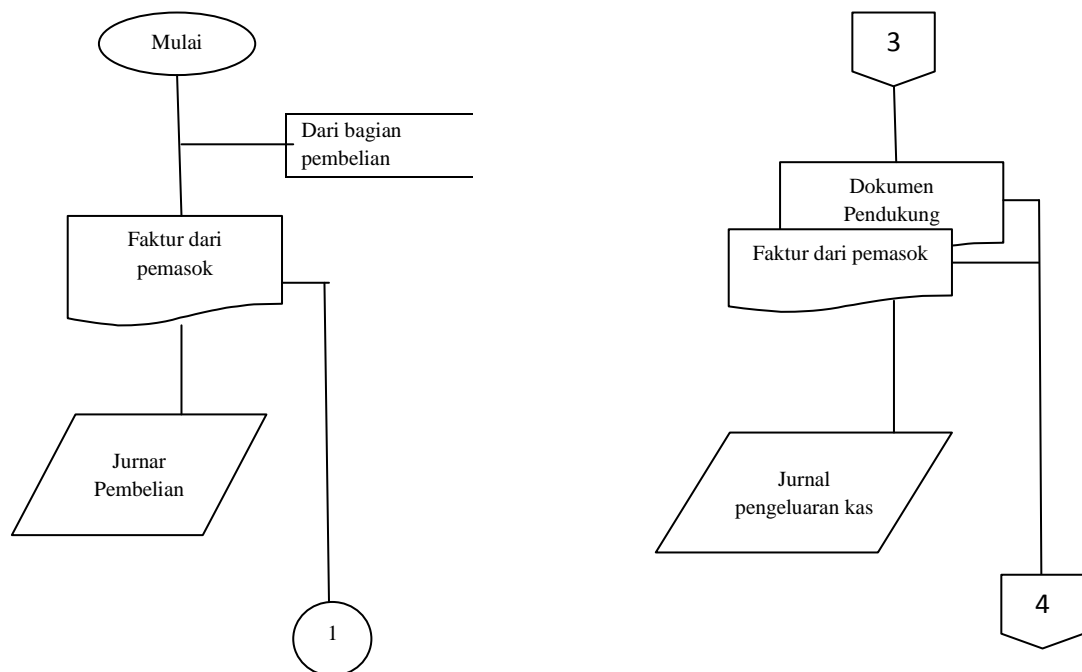 Mulai
Dari bagian
pembelian
Faktur dari
pemasok
Jurnar
Pembelian
1
3
Dokumen
Pendukung
Faktur dari pemasok
Jurnal
pengeluaran kas
4